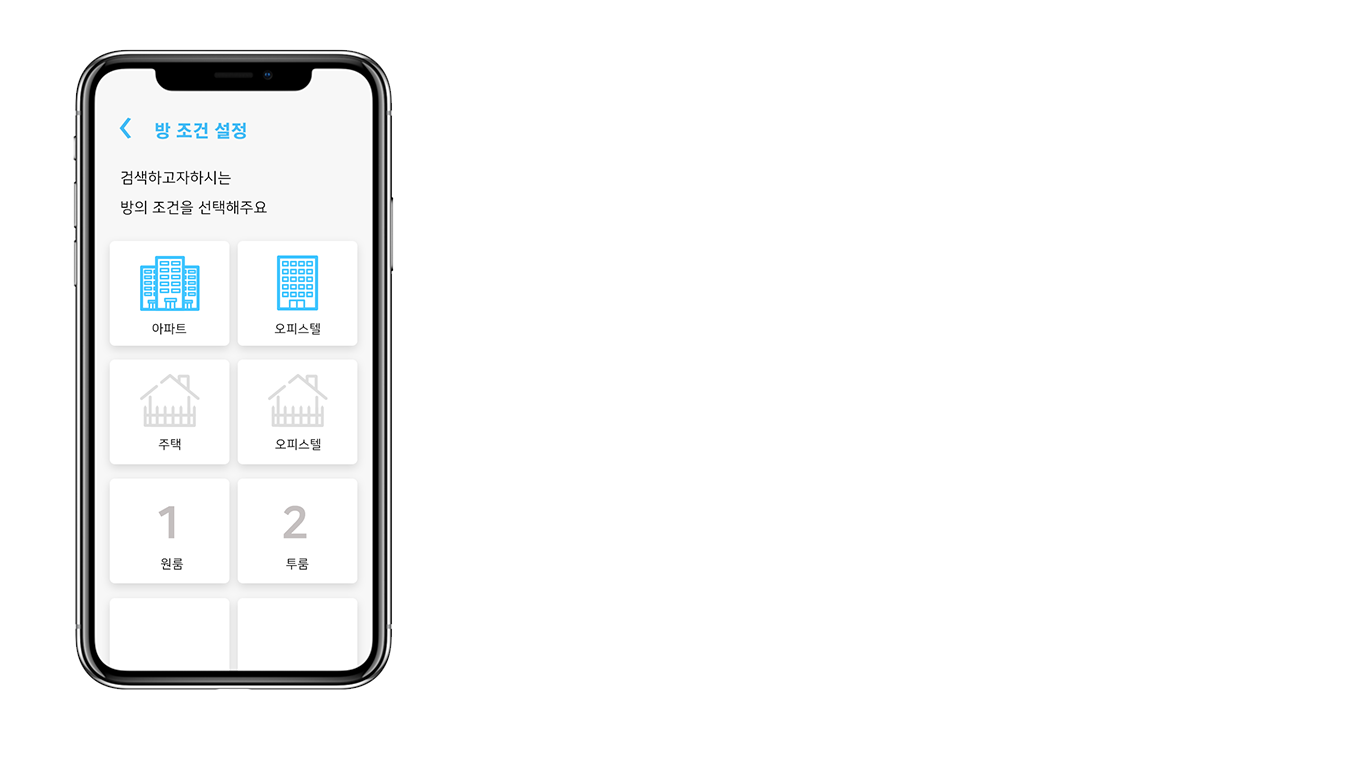 방 조건 설정
검색하고자하시는
방의 조건을 선택해주요
아파트
오피스텔
주택
오피스텔
1
2
원룸
투룸